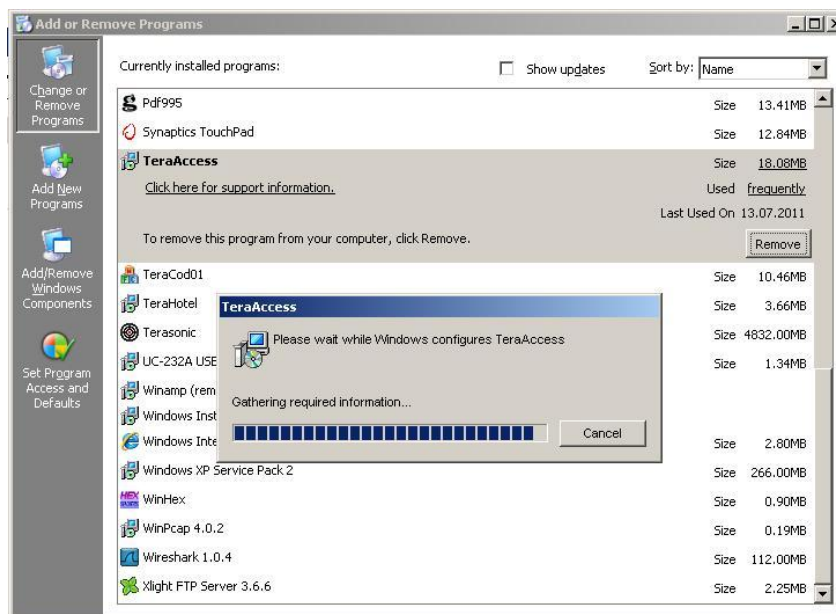 Add or Remove Programs
Change or
Remove
Programs
Add New
Programs
Add/Remove
Windows
Components
Set Program
Access and
Defaults
Currently installed programs:
Show updates
Sort by: Name
Pdf995 Size 13.41MB
Synaptics TouchPad Size 12.84MB
TeraAccess Size 18.08MB
Click here for support information. Used frequently
Last Used On 13.07.2011
To remove this program from your computer, click Remove. Remove
TeraCod01 Size 10.46MB
TeraHotel Size 3.66MB
Terasonic Size 4832.00MB
UC-232A USE Size 1.34MB
Winamp (rem
Windows Inst
Windows Inte Size 2.80MB
Windows XP Service Pack 2 Size 266.00MB
HEX
WinHex Size 0.90MB
WinPcap 4.0.2 Size 0.19MB
Wireshark 1.0.4 Size 112.00MB
Xlight FTP Server 3.6.6 Size 2.25MB
TeraAccess
Please wait while Windows configures TeraAccess
Gathering required information...
Cancel